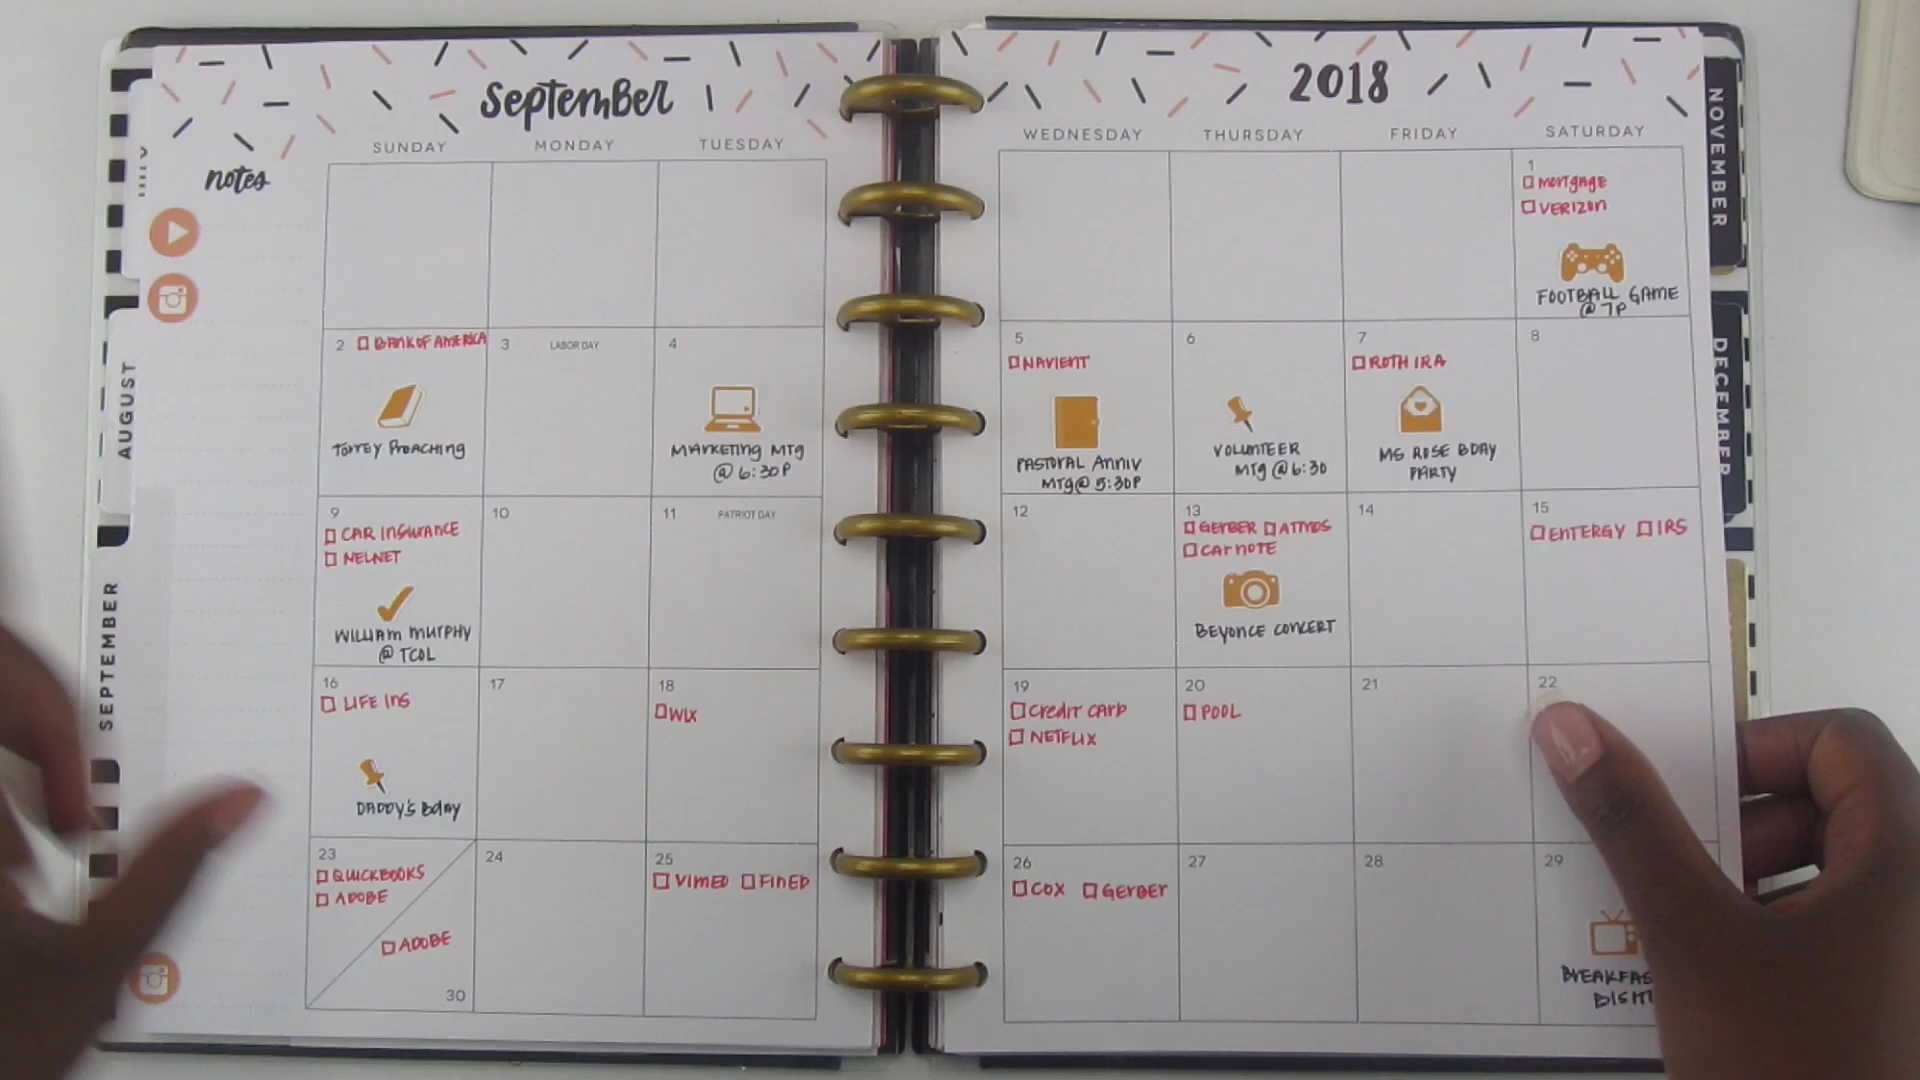 september
2018
SUNDAY
MONDAY
TUESDAY
WEDNESDAY
THURSDAY
FRIDAY
SATURDAY
notes
1
MORTGAGE
VERIZON
FOOTBALL GAME
@ 7P
2
BANK OF AMERICA
TORREY PREACHING
3
LABOR DAY
4
MARKETING MTG
@ 6:30P
5
NAVIENT
PASTORAL ANNIV
MTG@ 5:30P
6
VOLUNTEER
MTG @ 6:30
7
ROTH IRA
MS ROSE BDAY
PARTY
8
9
CAR INSURANCE
NELNET
WILLIAM MURPHY
@ TCOL
10
11
PATRIOT DAY
12
13
GERBER ATMOS
CAR NOTE
BEYONCE CONCERT
14
15
ENTERGY IRS
16
LIFE INS
DADDY'S BDAY
17
18
WIX
19
CREDIT CARD
NETFLIX
20
POOL
21
22
23
QUICKBOOKS
ADOBE
ADOBE
30
24
25
VIMEO FINED
26
COX GERBER
27
28
29
AUGUST
SEPTEMBER
NOVEMBER
DECEMBER